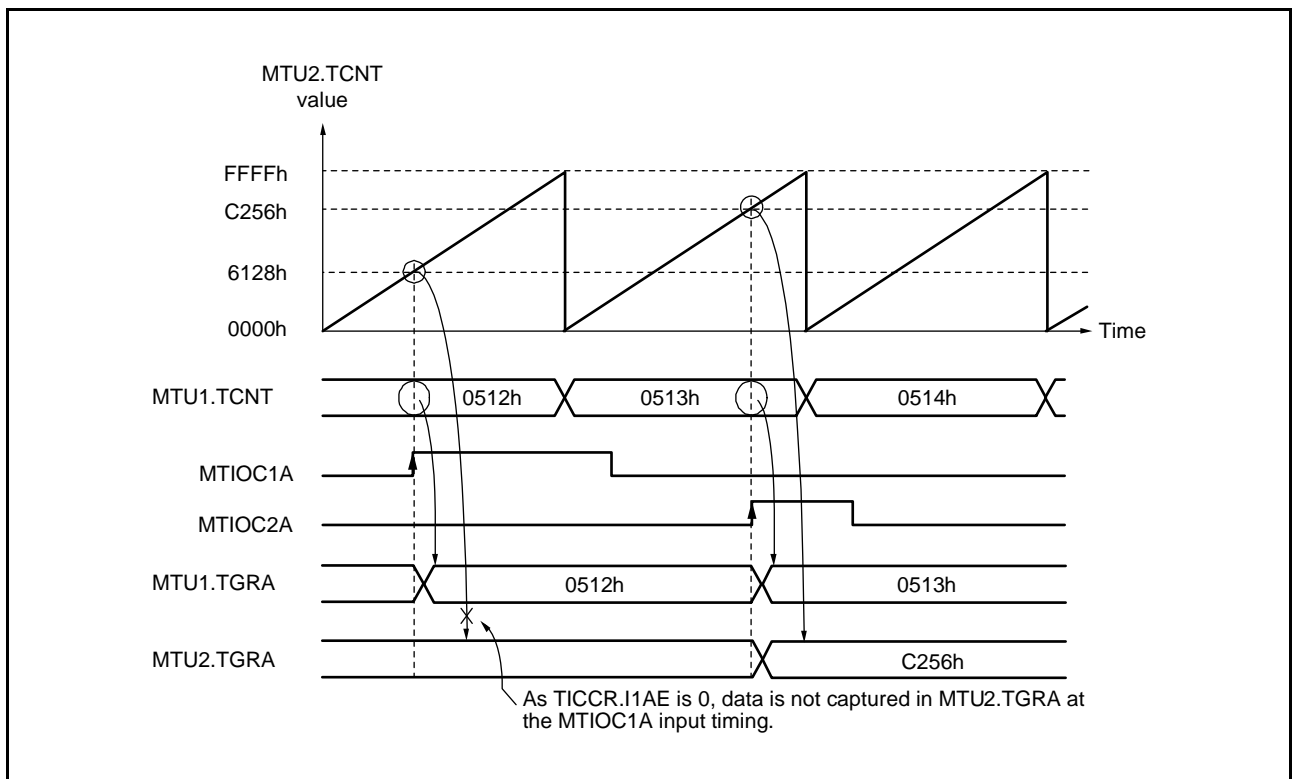 MTU2.TCNT
value
FFFFh
C256h
6128h
0000h
Time
MTU1.TCNT
0512h
0513h
0514h
MTIOC1A
MTIOC2A
MTU1.TGRA
0512h
0513h
MTU2.TGRA
C256h
As TICCR.I1AE is 0, data is not captured in MTU2.TGRA at
the MTIOC1A input timing.